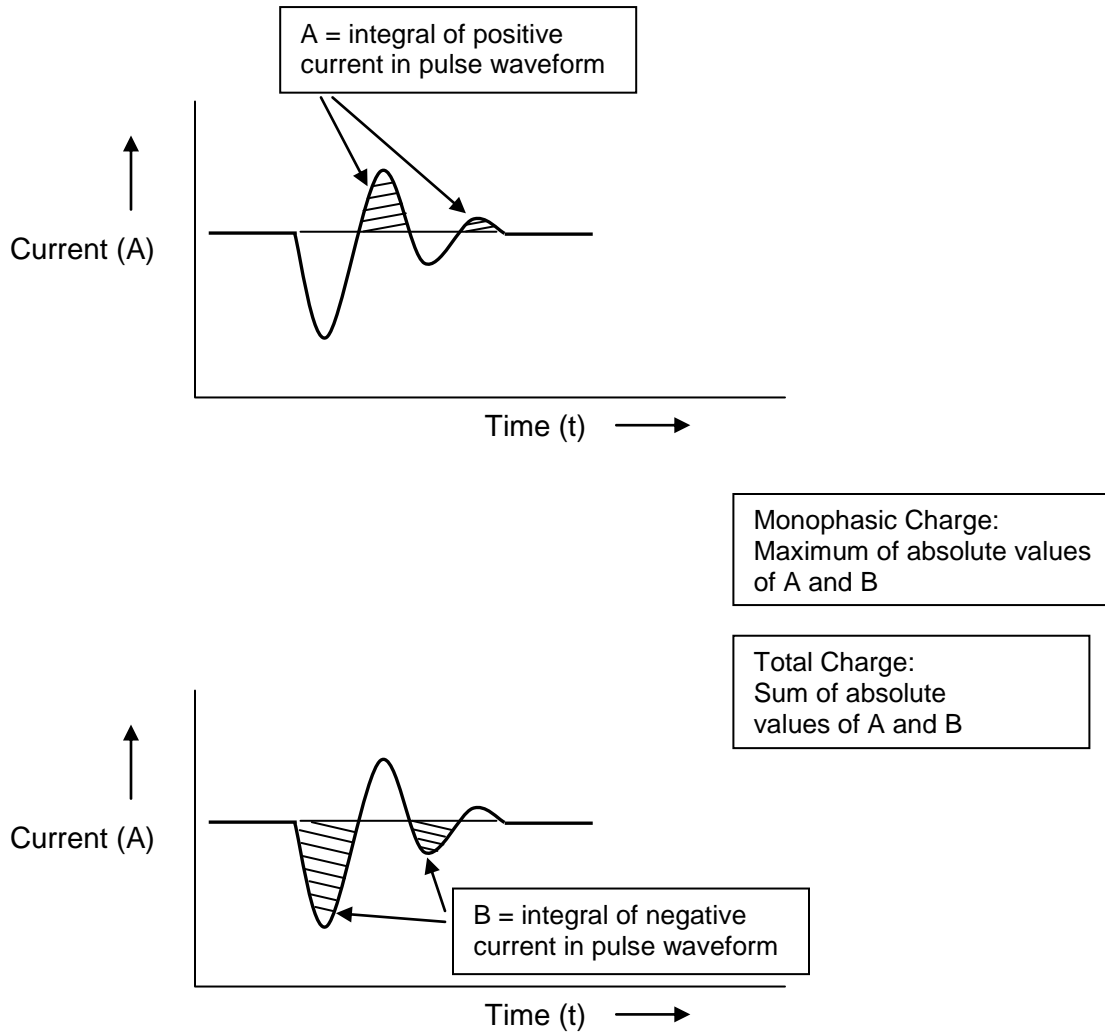 A = integral of positive
current in pulse waveform
Current (A)
Time (t)
Monophasic Charge:
Maximum of absolute values
of A and B
Total Charge:
Sum of absolute
values of A and B
Current (A)
B = integral of negative
current in pulse waveform
Time (t)